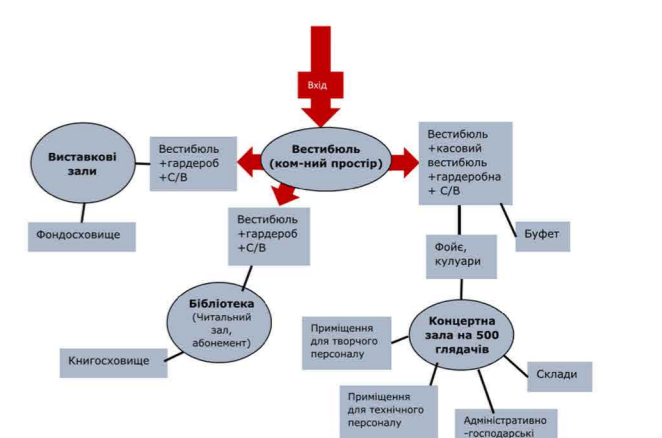 Вхід
Вестибюль
(ком-ний простір)
Виставкові
зали
Вестибюль
+гардероб
+С/В
Вестибюль
+касовий
вестибюль
+гардеробна
+ С/В
Фондосховище
Вестибюль
+гардероб
+С/В
Фойє,
кулуари
Буфет
Бібліотека
(Читальний
зал,
абонемент)
Книгосховище
Концертна
зала на 500
глядачів
Приміщення
для творчого
персоналу
Склади
Приміщення
для технічного
персоналу
Адміністративно
-господарські